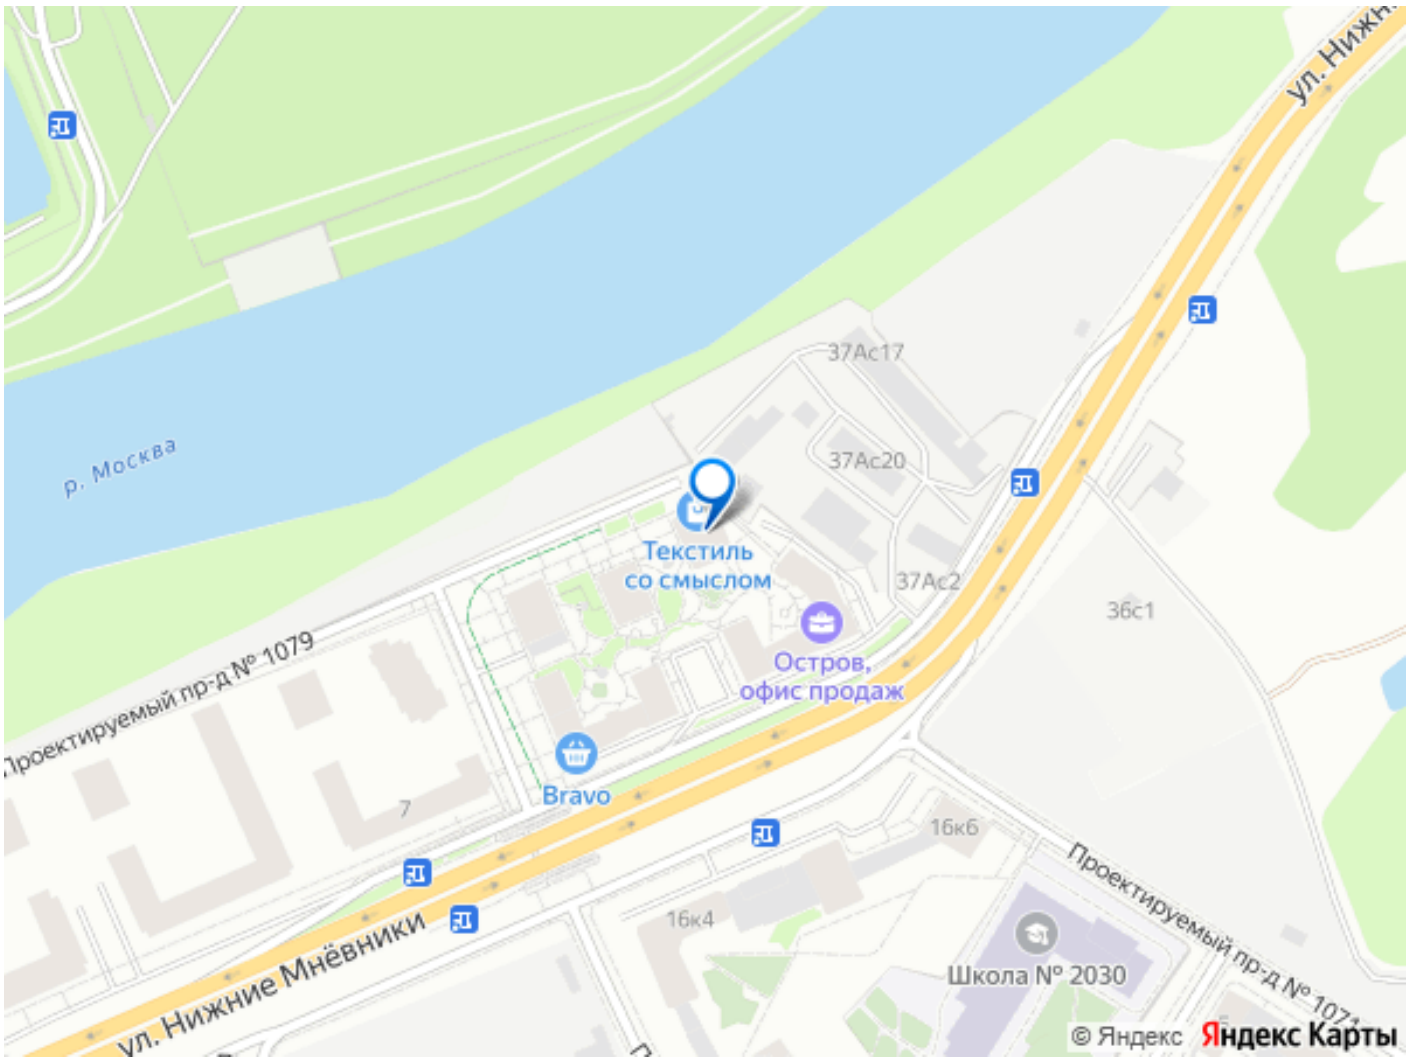 ул. Нижн
37Ас17
р. Москва
37Ас20
Текстиль
со смыслом
37Ас2
36с1
Проектируемый пр-д № 1079
Остров,
офис продаж
Bravo
7
16к6
Проектируемый пр-д № 1071
16к4
ул. Нижние Мнёвники
Школа № 2030
© Яндекс Яндекс Карты